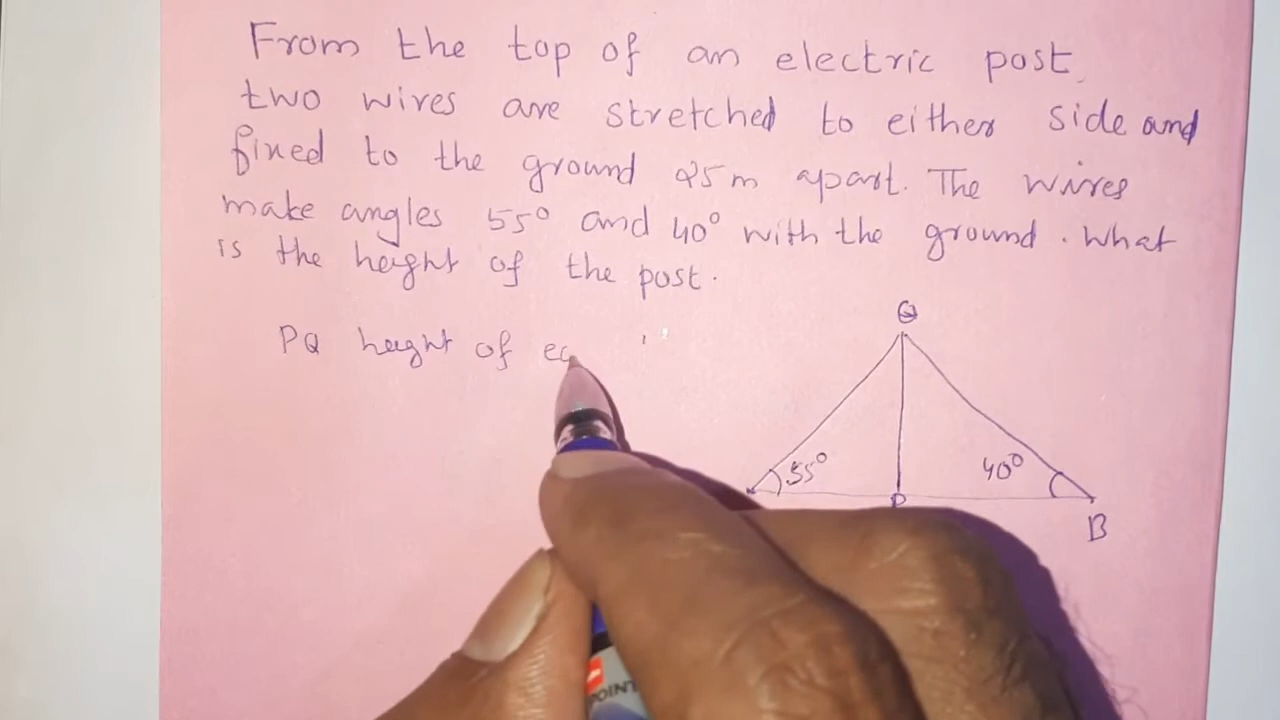 From the top of an electric post
two wires are stretched to either side and
fixed to the ground 25m apart. The wires
make angles 55° and 40° with the ground. What
is the height of the post.
PQ height of ec
Q
55°
40°
P
B
OINT